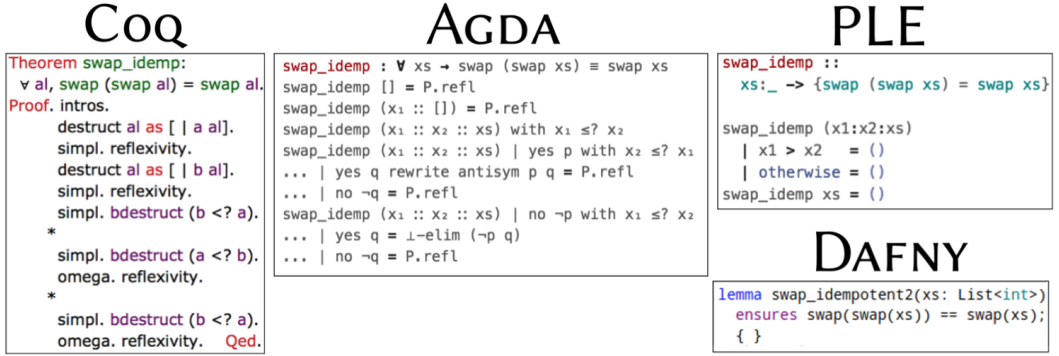 COQ
Theorem swap_idemp:
∀ al, swap (swap al) = swap al.
Proof. intros.
destruct al as [ | a al].
simpl. reflexivity.
destruct al as [ | b al].
simpl. reflexivity.
simpl. bdestruct (b <? a).
*
simpl. bdestruct (a <? b).
omega. reflexivity.
*
simpl. bdestruct (b <? a).
omega. reflexivity. Qed.
AGDA
swap_idemp : ∀ xs → swap (swap xs) ≡ swap xs
swap_idemp [] = P.refl
swap_idemp (x₁ :: []) = P.refl
swap_idemp (x₁ :: x₂ :: xs) with x₁ ≤? x₂
swap_idemp (x₁ :: x₂ :: xs) | yes p with x₂ ≤? x₁
... | yes q rewrite antisym p q = P.refl
... | no ¬q = P.refl
swap_idemp (x₁ :: x₂ :: xs) | no ¬p with x₁ ≤? x₂
... | yes q = ⊥-elim (¬p q)
... | no ¬q = P.refl
PLE
swap_idemp ::
xs:_ -> {swap (swap xs) = swap xs}
swap_idemp (x1:x2:xs)
| x1 > x2 = ()
| otherwise = ()
swap_idemp xs = ()
DAFNY
lemma swap_idempotent2(xs: List<int>)
ensures swap(swap(xs)) == swap(xs);
{ }